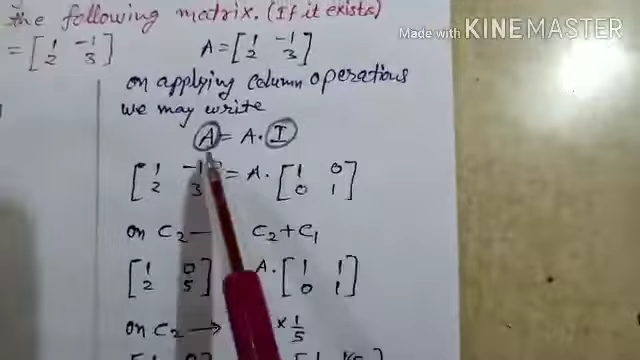 Made with KINEMASTER
the following matrix. (If it exists)
= [1 -1
2 3]
A = [1 -1
2 3]
on applying column operations
we may write
A = A · I
[1 -1
2 3] = A · [1 0
0 1]
on C2 — C2 + C1
[1 0
2 5] A · [1 1
0 1]
on C2 → × 1/5